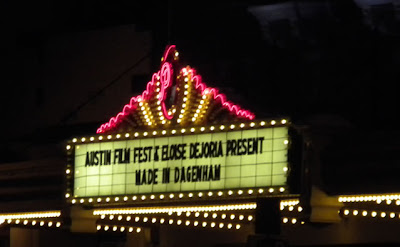 AUSTIN FILM FEST & ELOISE DEJORIA PRESENT
MADE IN DAGENHAM